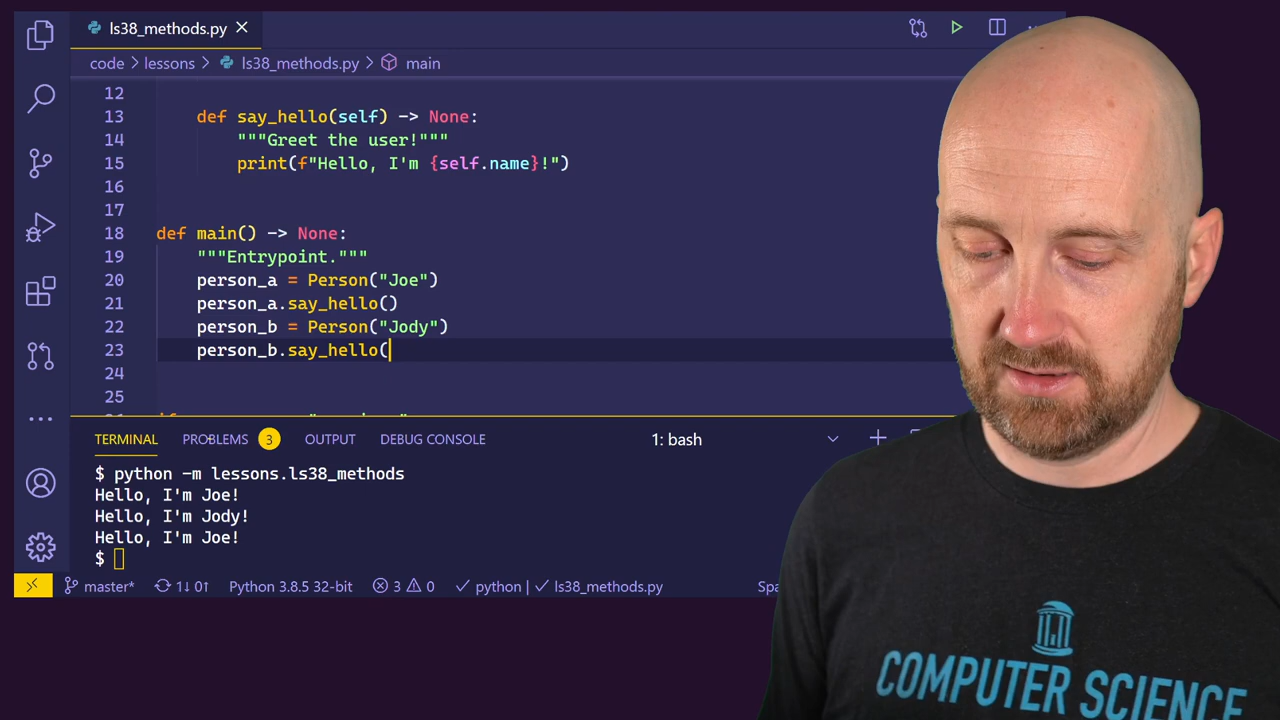 ls38_methods.py
code > lessons > ls38_methods.py > main
12
13 def say_hello(self) -> None:
14 """Greet the user!"""
15 print(f"Hello, I'm {self.name}!")
16
17
18 def main() -> None:
19 """Entrypoint."""
20 person_a = Person("Joe")
21 person_a.say_hello()
22 person_b = Person("Jody")
23 person_b.say_hello(
24
25
TERMINAL PROBLEMS 3 OUTPUT DEBUG CONSOLE 1: bash
$ python -m lessons.ls38_methods
Hello, I'm Joe!
Hello, I'm Jody!
Hello, I'm Joe!
$
master* 1↓ 0↑ Python 3.8.5 32-bit 3 0 python | ls38_methods.py
COMPUTER SCIENCE